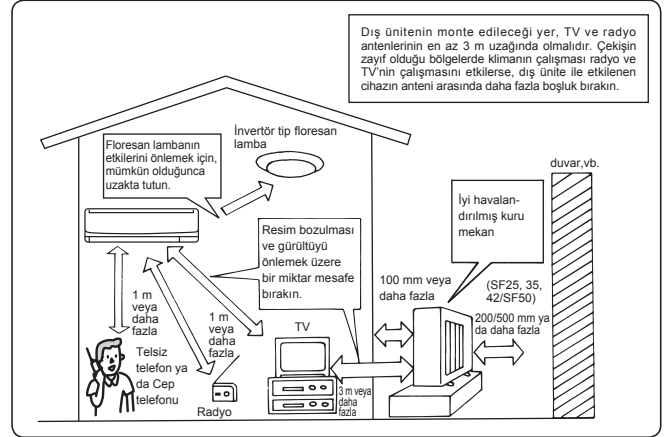 Dış ünitenin monte edileceği yer, TV ve radyo
antenlerinin en az 3 m uzağında olmalıdır. Çekişin
zayıf olduğu bölgelerde klimanın çalışması radyo ve
TV'nin çalışmasını etkilerse, dış ünite ile etkilenen
cihazın anteni arasında daha fazla boşluk bırakın.
Floresan lambanın
etkilerini önlemek için,
mümkün olduğunca
uzakta tutun.
İnvertör tip floresan
lamba
duvar,vb.
İyi havalan-
dırılmış kuru
mekan
Resim bozulması
ve gürültüyü
önlemek üzere
bir miktar mesafe
bırakın.
100 mm veya
daha fazla
(SF25, 35,
42/SF50)
200/500 mm ya
da daha fazla
1 m
veya
daha
fazla
1 m
veya
daha
fazla
TV
Telsiz
telefon ya
da Cep
telefonu
Radyo
3 m veya
daha
fazla